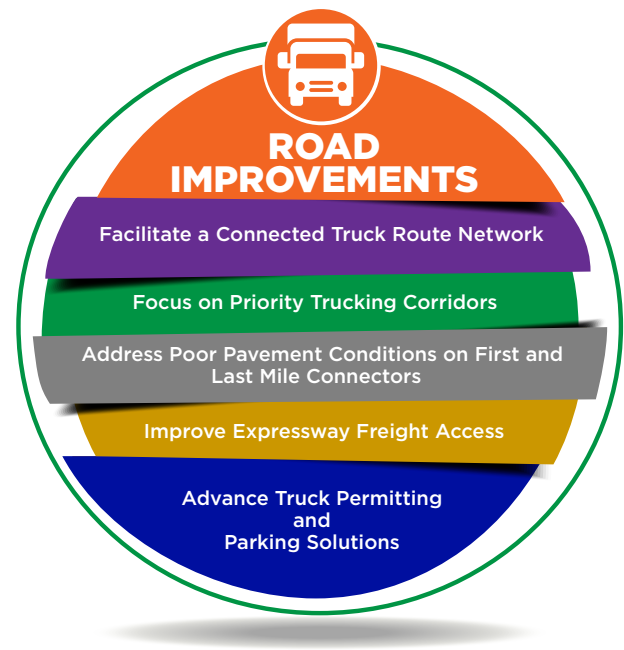 ROAD
IMPROVEMENTS
Facilitate a Connected Truck Route Network
Focus on Priority Trucking Corridors
Address Poor Pavement Conditions on First and
Last Mile Connectors
Improve Expressway Freight Access
Advance Truck Permitting
and
Parking Solutions